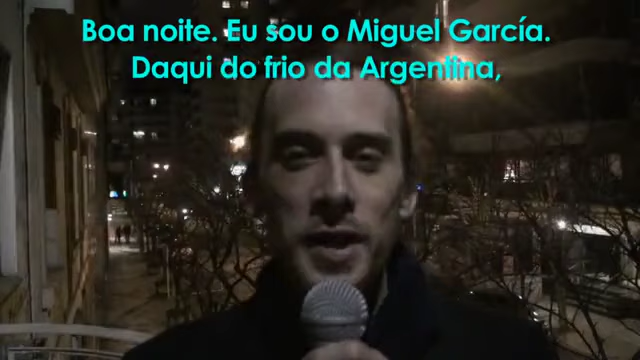 Boa noite. Eu sou o Miguel García.
Daqui do frio da Argentina,